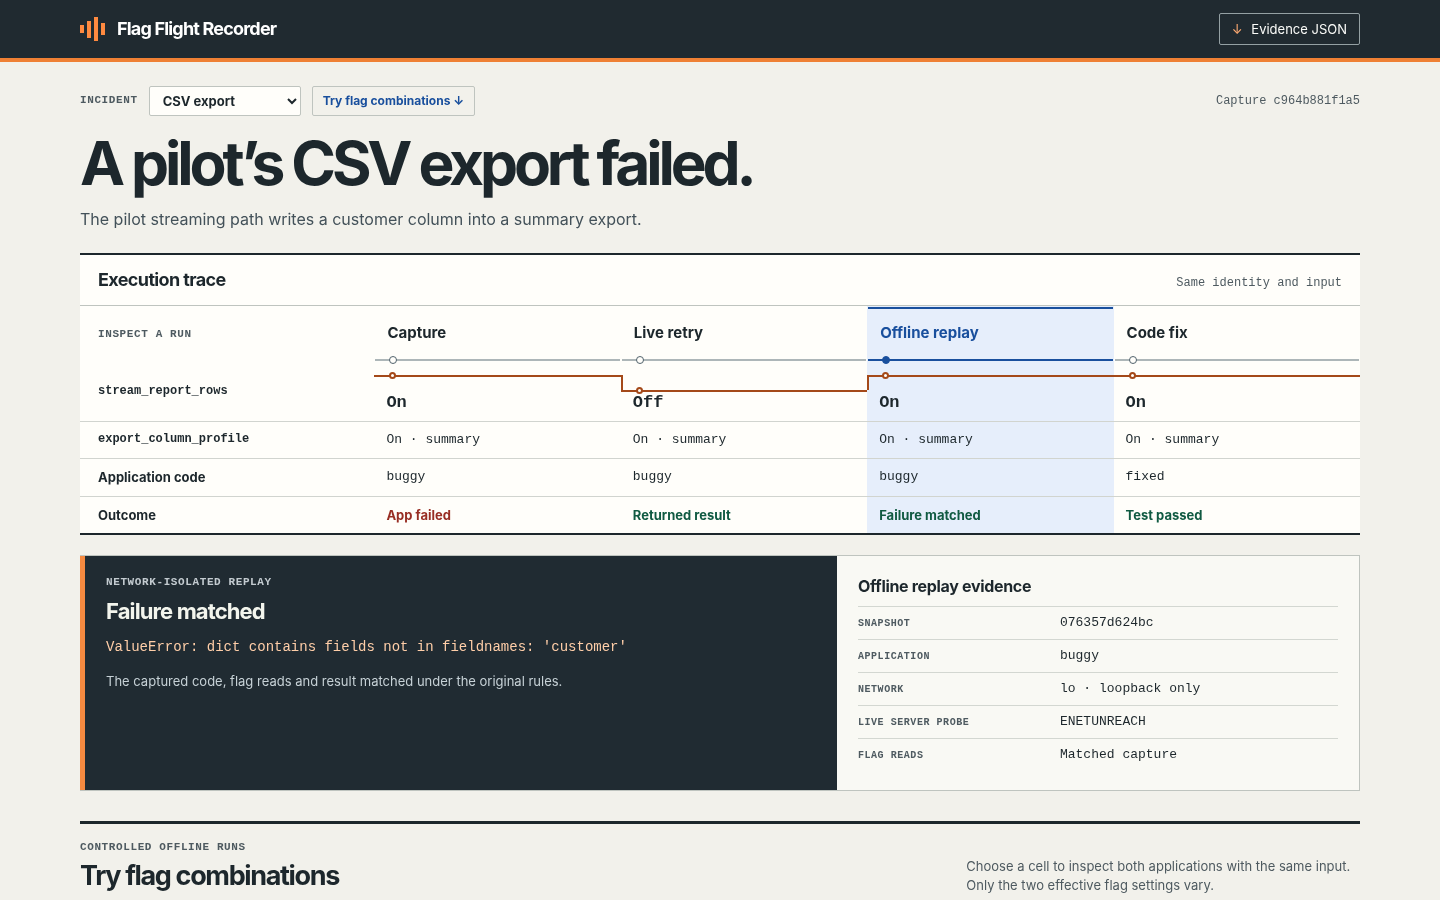 Flag Flight Recorder
↓ Evidence JSON
INCIDENT CSV export Try flag combinations ↓ Capture c964b881f1a5
A pilot's CSV export failed.
The pilot streaming path writes a customer column into a summary export.
Execution trace Same identity and input
INSPECT A RUN Capture Live retry Offline replay Code fix
stream_report_rows On Off On On
export_column_profile On · summary On · summary On · summary On · summary
Application code buggy buggy buggy fixed
Outcome App failed Returned result Failure matched Test passed
NETWORK-ISOLATED REPLAY
Failure matched
ValueError: dict contains fields not in fieldnames: 'customer'
The captured code, flag reads and result matched under the original rules.
Offline replay evidence
SNAPSHOT 076357d624bc
APPLICATION buggy
NETWORK lo · loopback only
LIVE SERVER PROBE ENETUNREACH
FLAG READS Matched capture
CONTROLLED OFFLINE RUNS
Try flag combinations
Choose a cell to inspect both applications with the same input.
Only the two effective flag settings vary.